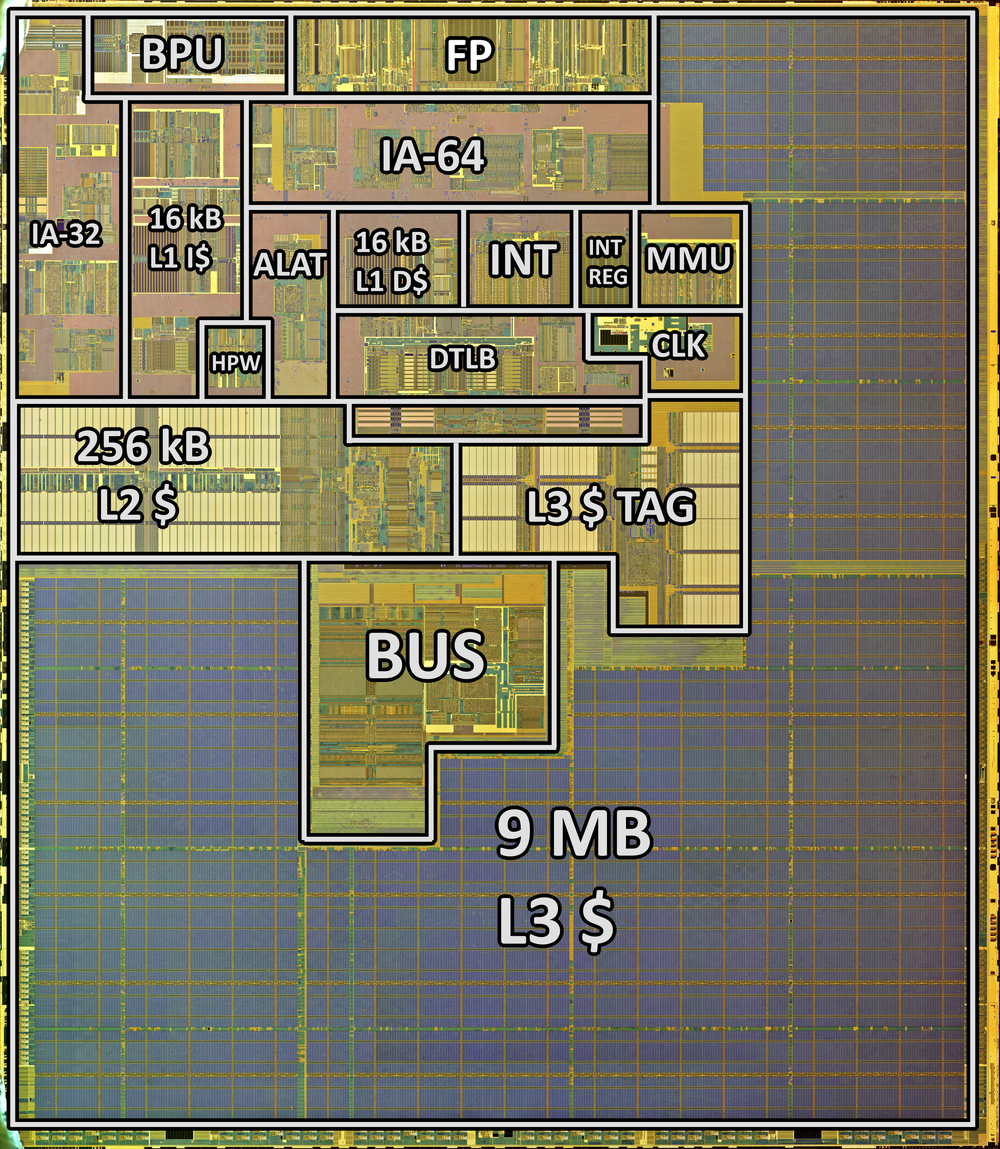 BPU
FP
IA-64
IA-32
16 kB
L1 I$
ALAT
16 kB
L1 D$
INT
INT
REG
MMU
HPW
DTLB
CLK
256 kB
L2 $
L3 $ TAG
BUS
9 MB
L3 $